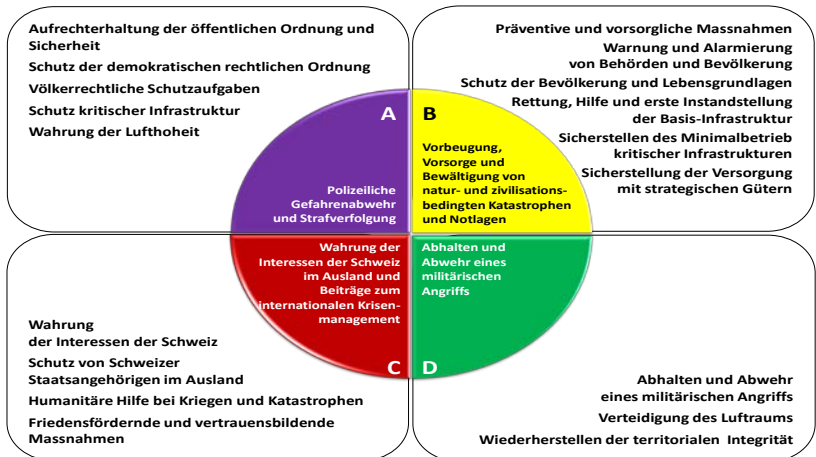 Aufrechterhaltung der öffentlichen Ordnung und
Sicherheit
Schutz der demokratischen rechtlichen Ordnung
Völkerrechtliche Schutzaufgaben
Schutz kritischer Infrastruktur
Wahrung der Lufthoheit
A
Polizeiliche
Gefahrenabwehr
und Strafverfolgung
Präventive und vorsorgliche Massnahmen
Warnung und Alarmierung
von Behörden und Bevölkerung
Schutz der Bevölkerung und Lebensgrundlagen
Rettung, Hilfe und erste Instandstellung
der Basis-Infrastruktur
Sicherstellen des Minimalbetrieb
kritischer Infrastrukturen
Sicherstellung der Versorgung
mit strategischen Gütern
B
Vorbeugung,
Vorsorge und
Bewältigung von
natur- und zivilisations-
bedingten Katastrophen
und Notlagen
Wahrung der
Interessen der Schweiz
im Ausland und
Beiträge zum
internationalen Krisen-
management
C
Wahrung
der Interessen der Schweiz
Schutz von Schweizer
Staatsangehörigen im Ausland
Humanitäre Hilfe bei Kriegen und Katastrophen
Friedensfördernde und vertrauensbildende
Massnahmen
Abhalten und
Abwehr eines
militärischen
Angriffs
D
Abhalten und Abwehr
eines militärischen Angriffs
Verteidigung des Luftraums
Wiederherstellen der territorialen Integrität